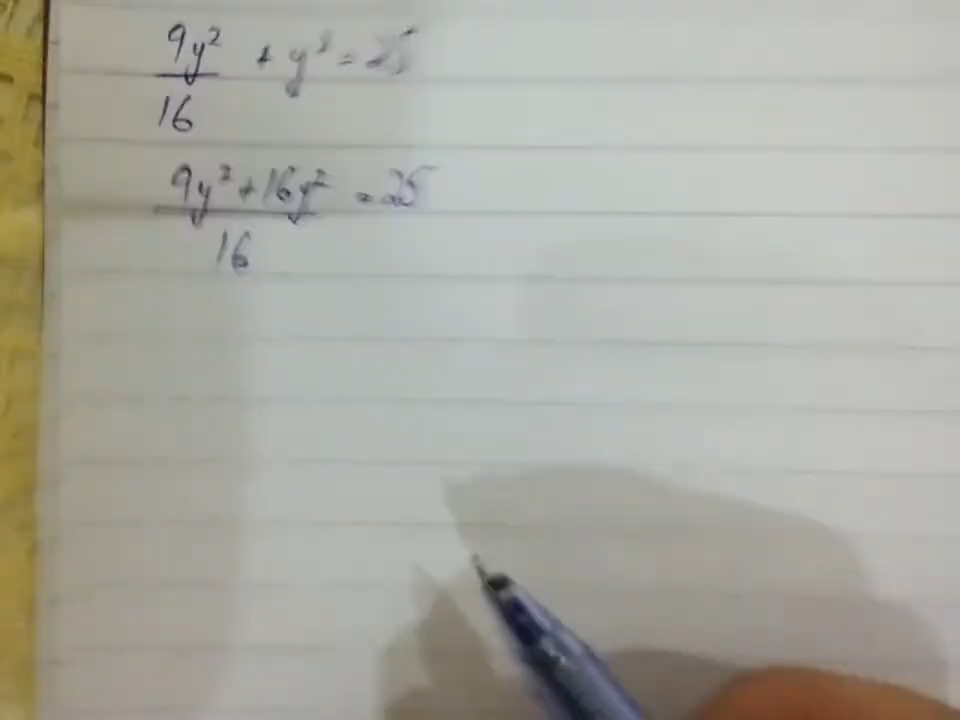 9y²/16 + y² = 25
(9y² + 16y²)/16 = 25